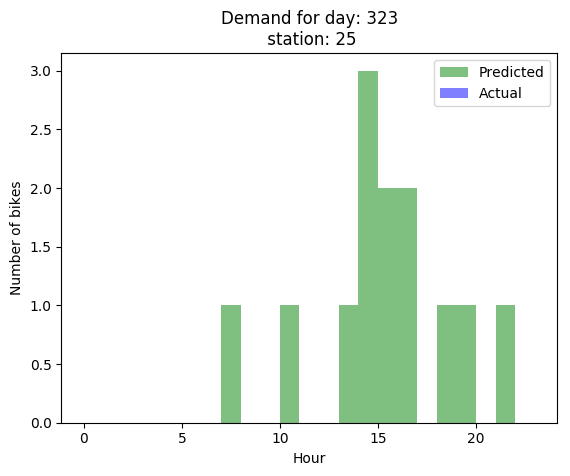 Demand for day: 323
station: 25
Predicted
Actual
3.0
2.5
2.0
1.5
1.0
0.5
0.0
Number of bikes
0 5 10 15 20
Hour